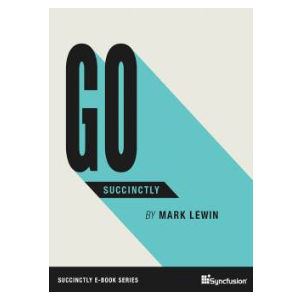 GO
SUCCINCTLY
BY MARK LEWIN
SUCCINCTLY E-BOOK SERIES
Syncfusion